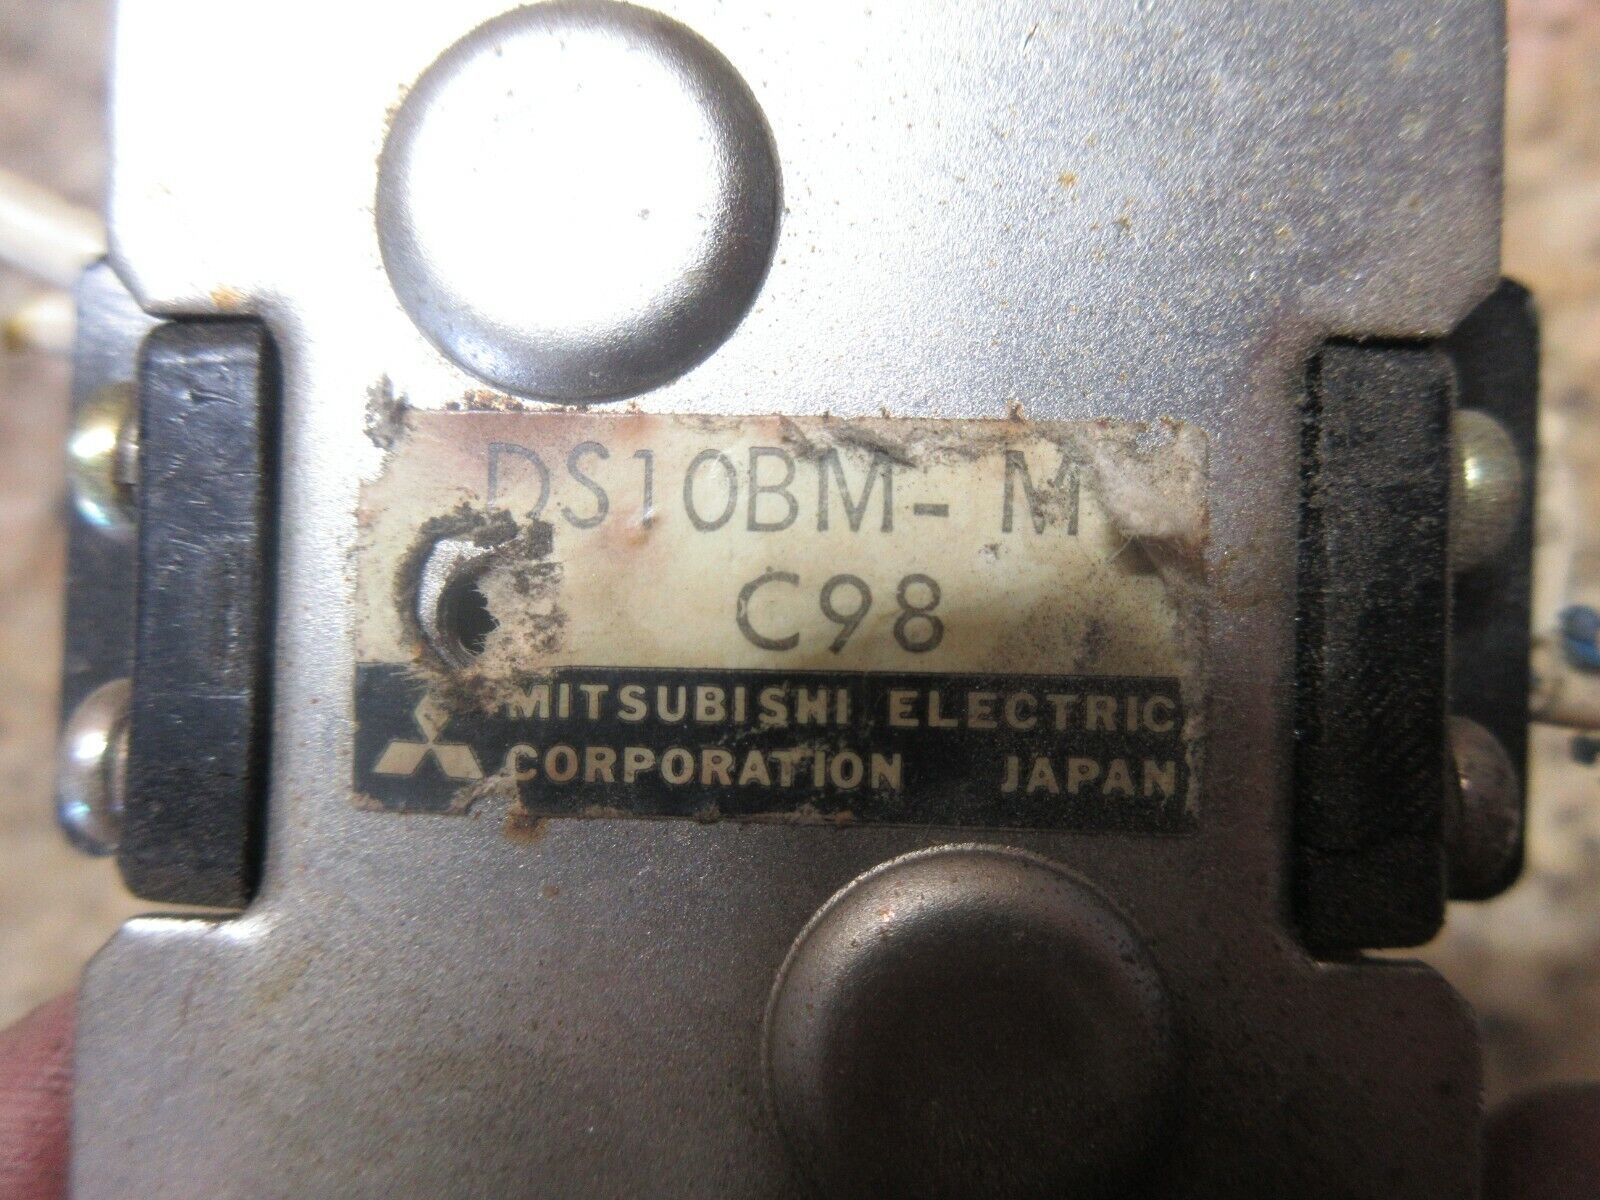 DS10BM-M
C98
MITSUBISHI ELECTRIC
CORPORATION JAPAN